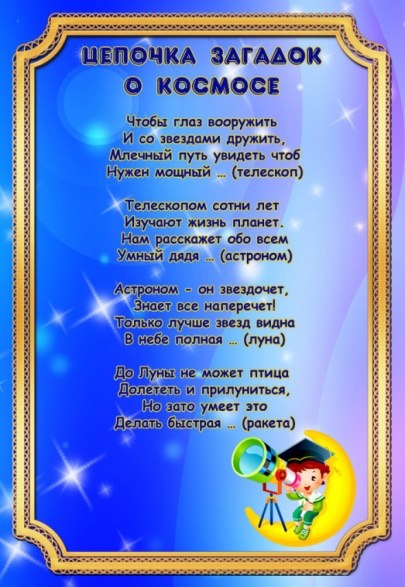 ЦЕПОЧКА ЗАГАДОК
О КОСМОСЕ
Чтобы глаз вооружить
И со звездами дружить,
Млечный путь увидеть чтоб
Нужен мощный ... (телескоп)
Телескопом сотни лет
Изучают жизнь планет.
Нам расскажет обо всем
Умный дядя ... (астроном)
Астроном - он звездочет,
Знает все наперечет!
Только лучше звезд видна
В небе полная ... (луна)
До Луны не может птица
Долететь и прилуниться,
Но зато умеет это
Делать быстрая ... (ракета)